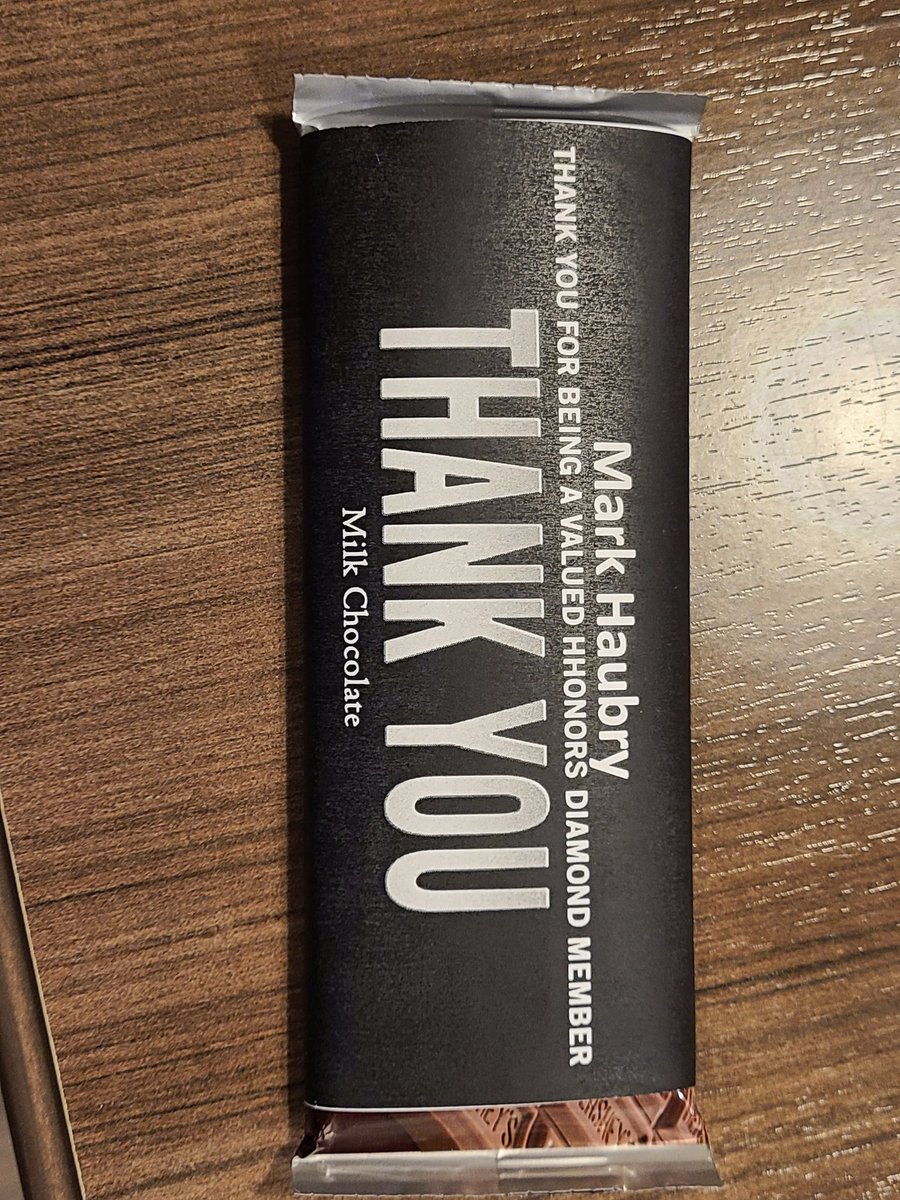 Mark Haubry
THANK YOU FOR BEING A VALUED HHONORS DIAMOND MEMBER
THANK YOU
Milk Chocolate